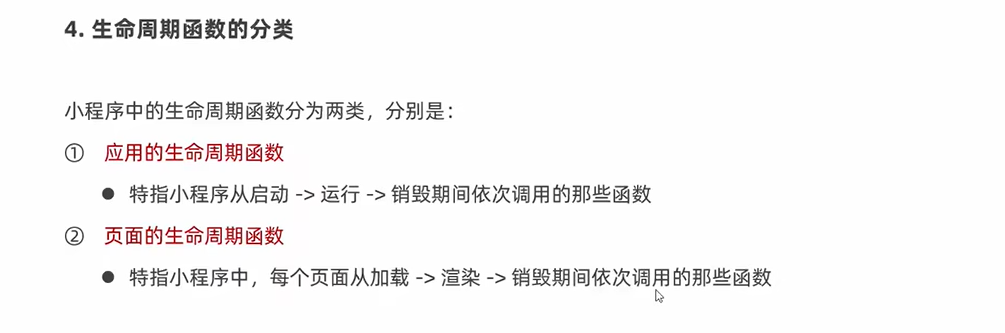 4. 生命周期函数的分类
小程序中的生命周期函数分为两类，分别是：
① 应用的生命周期函数
● 特指小程序从启动 -> 运行 -> 销毁期间依次调用的那些函数
② 页面的生命周期函数
● 特指小程序中，每个页面从加载 -> 渲染 -> 销毁期间依次调用的那些函数